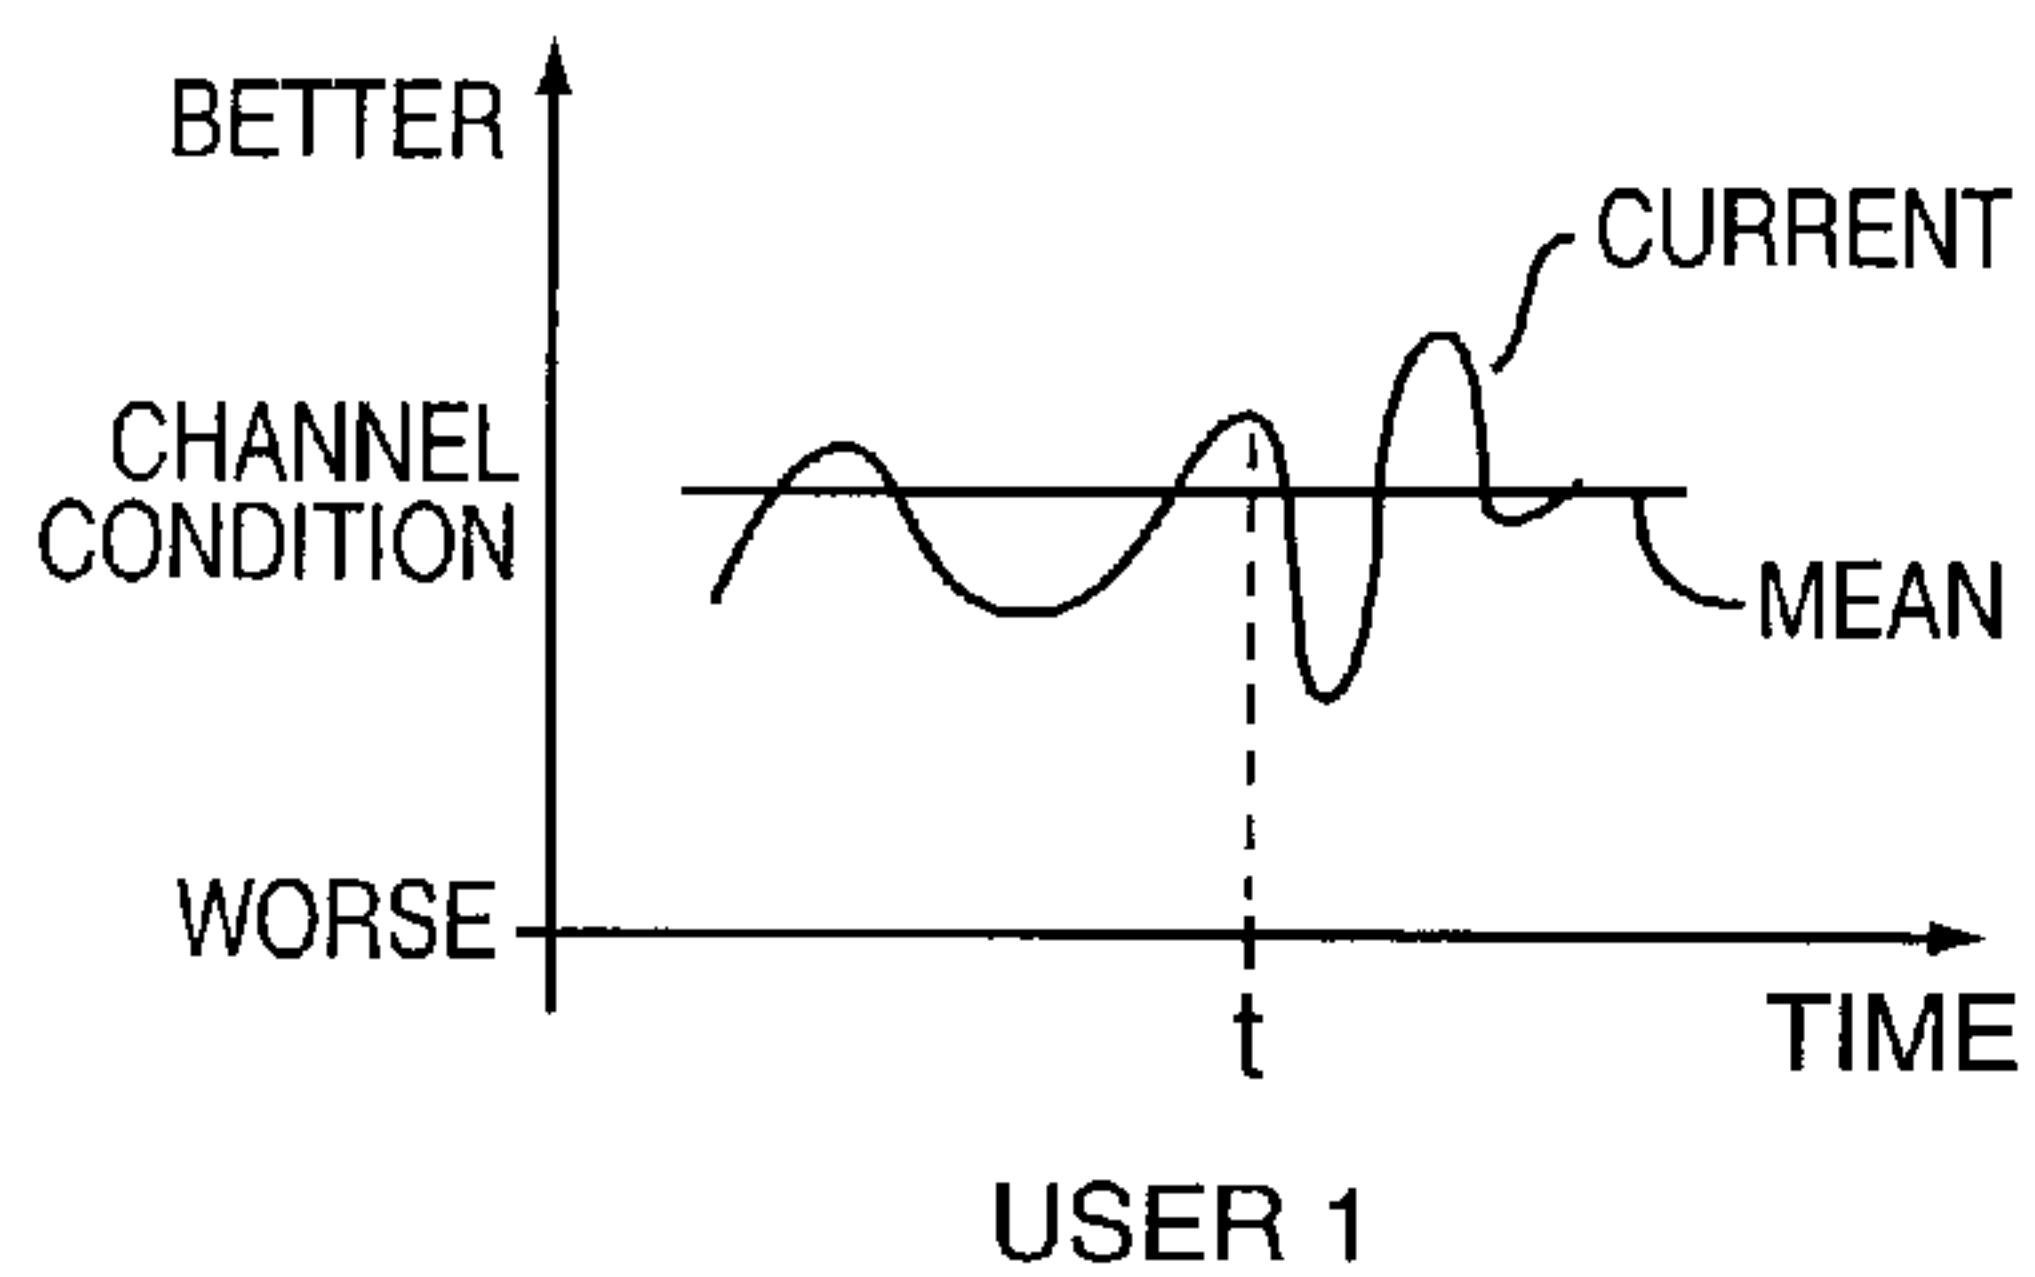 BETTER
CURRENT
CHANNEL
CONDITION
MEAN
WORSE
TIME
t
USER 1